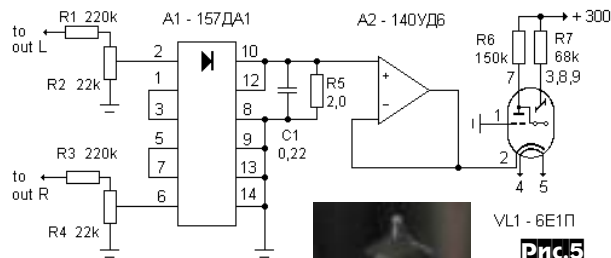 R1 220k
A1 - 157ДА1
A2 - 140УД6
+ 300
to
out L
R2 22k
2
1
3
5
7
6
10
12
8
9
13
14
R5
2,0
C1
0,22
+
−
R6
150k
R7
68k
7
3,8,9
1
2
4 5
R3 220k
to
out R
R4 22k
VL1 - 6Е1П
Рис.5